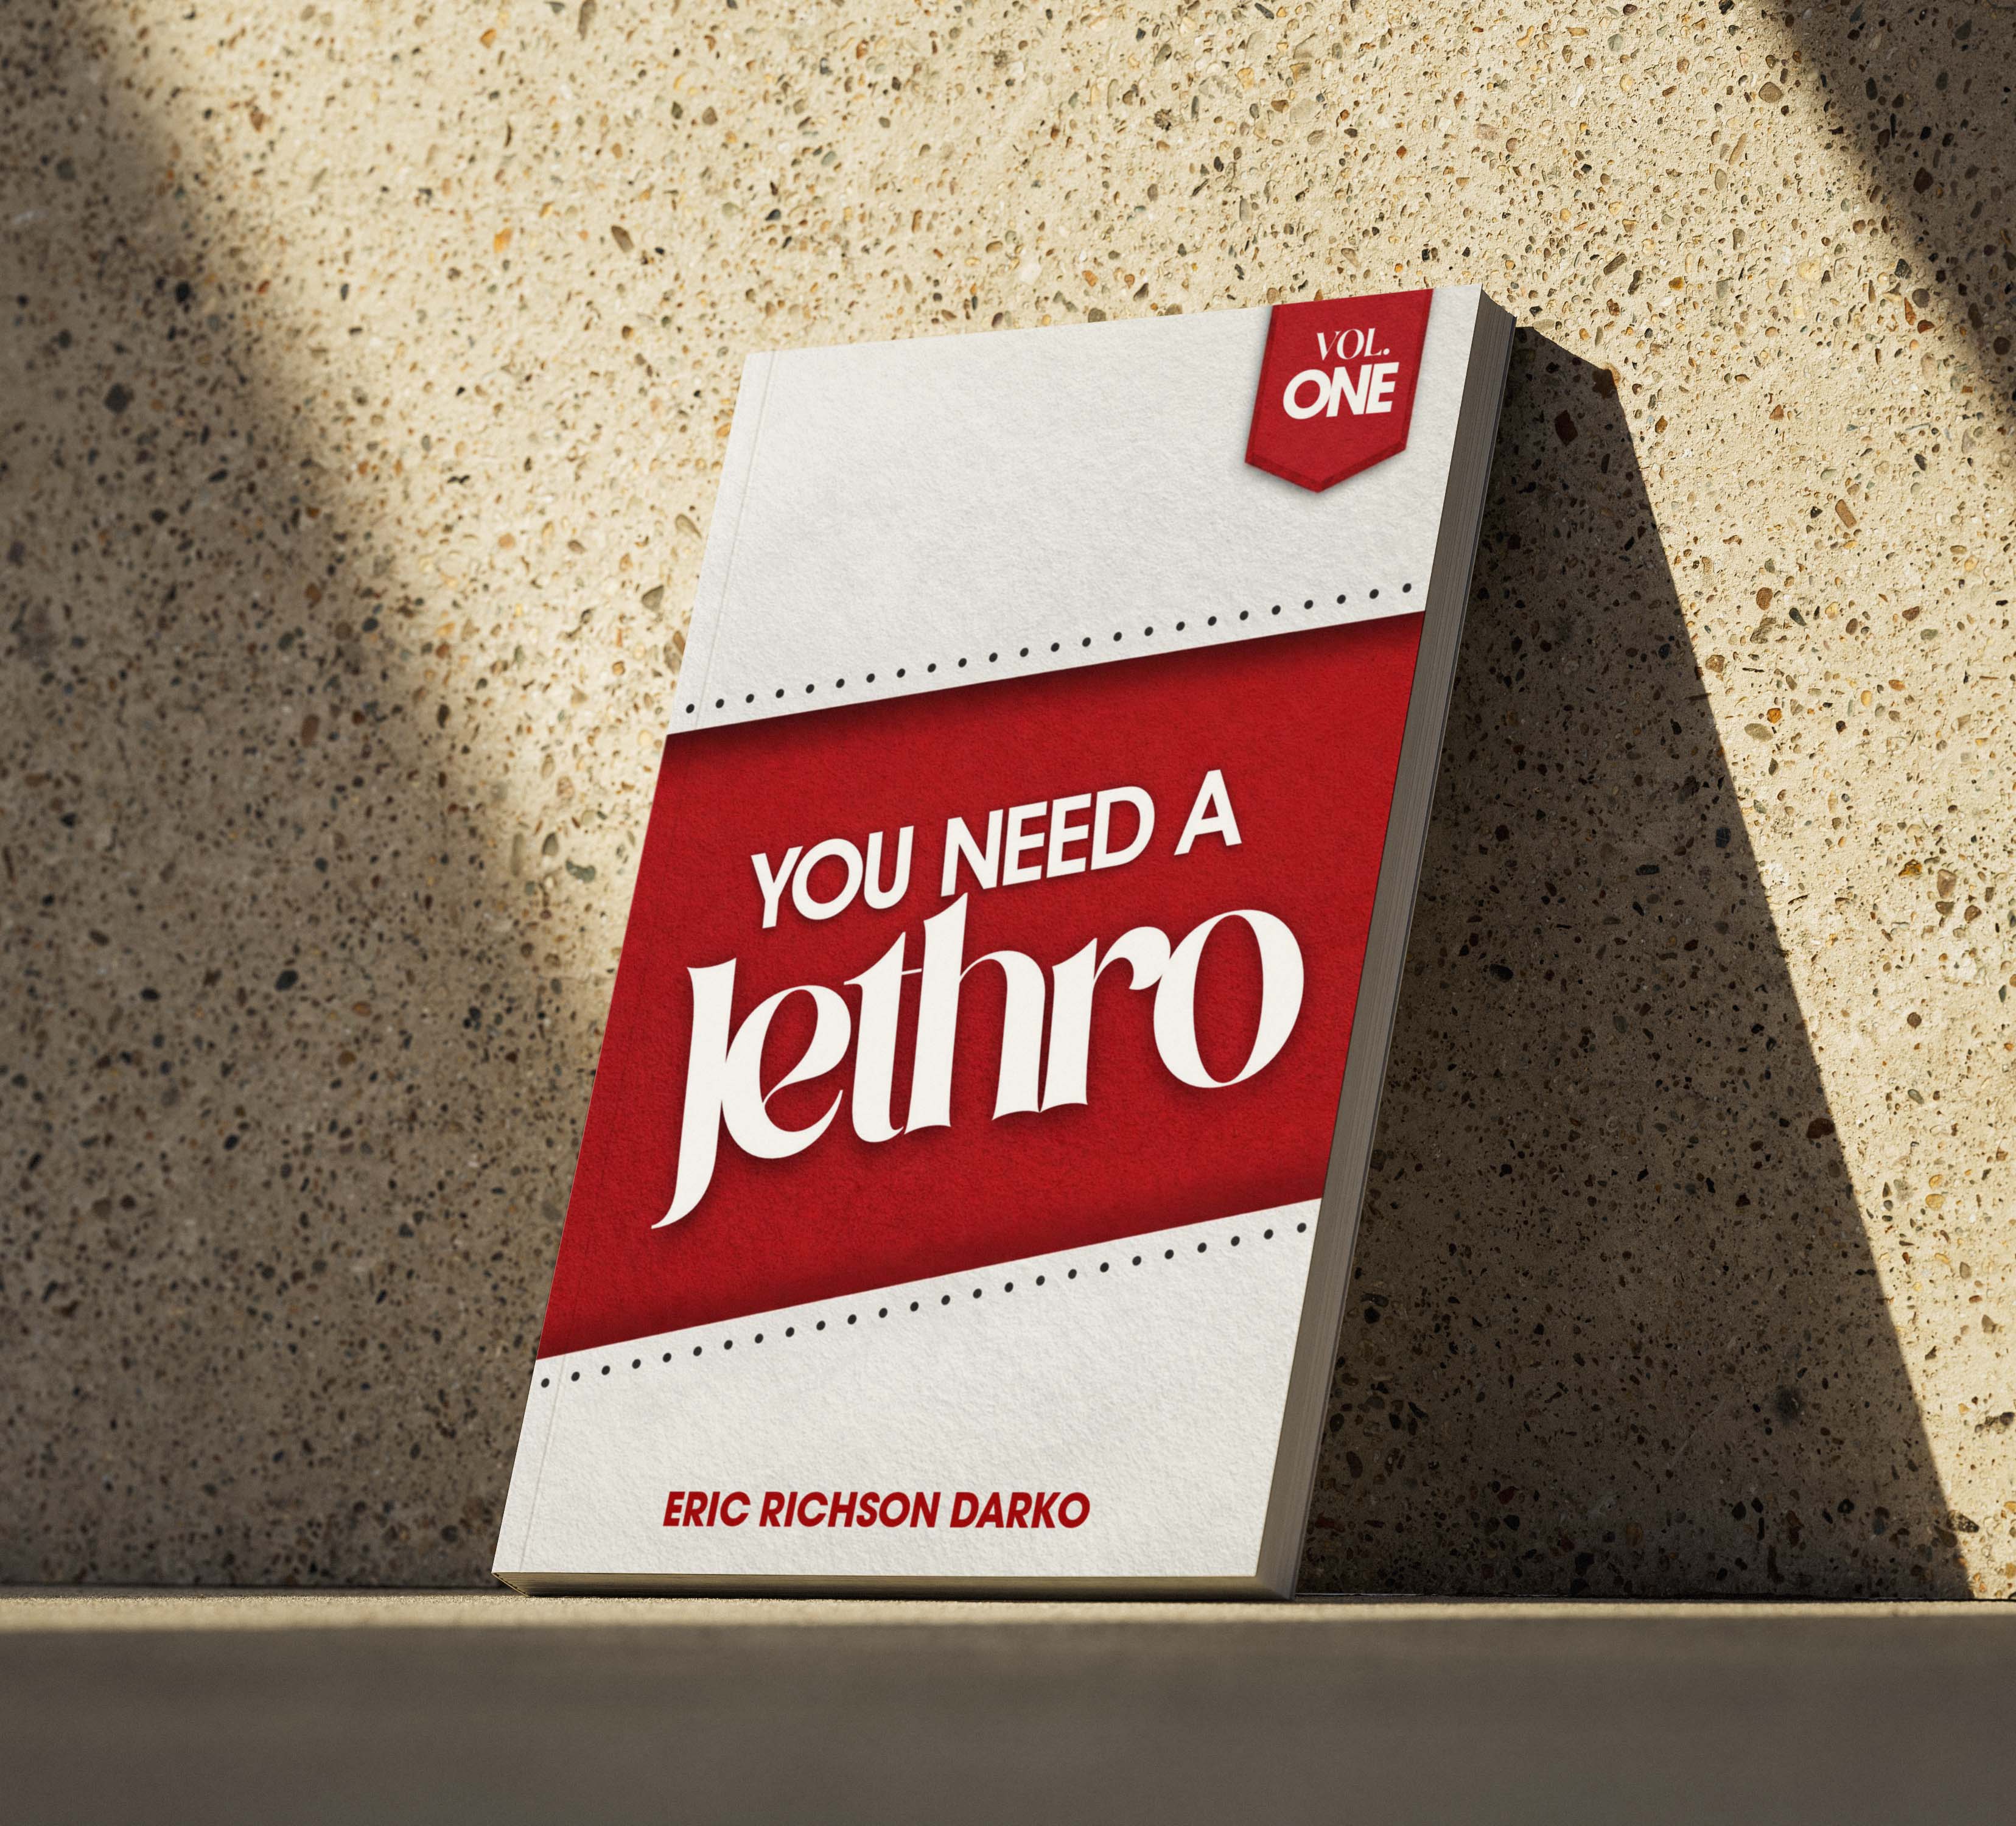 VOL.
ONE
YOU NEED A
Jethro
ERIC RICHSON DARKO